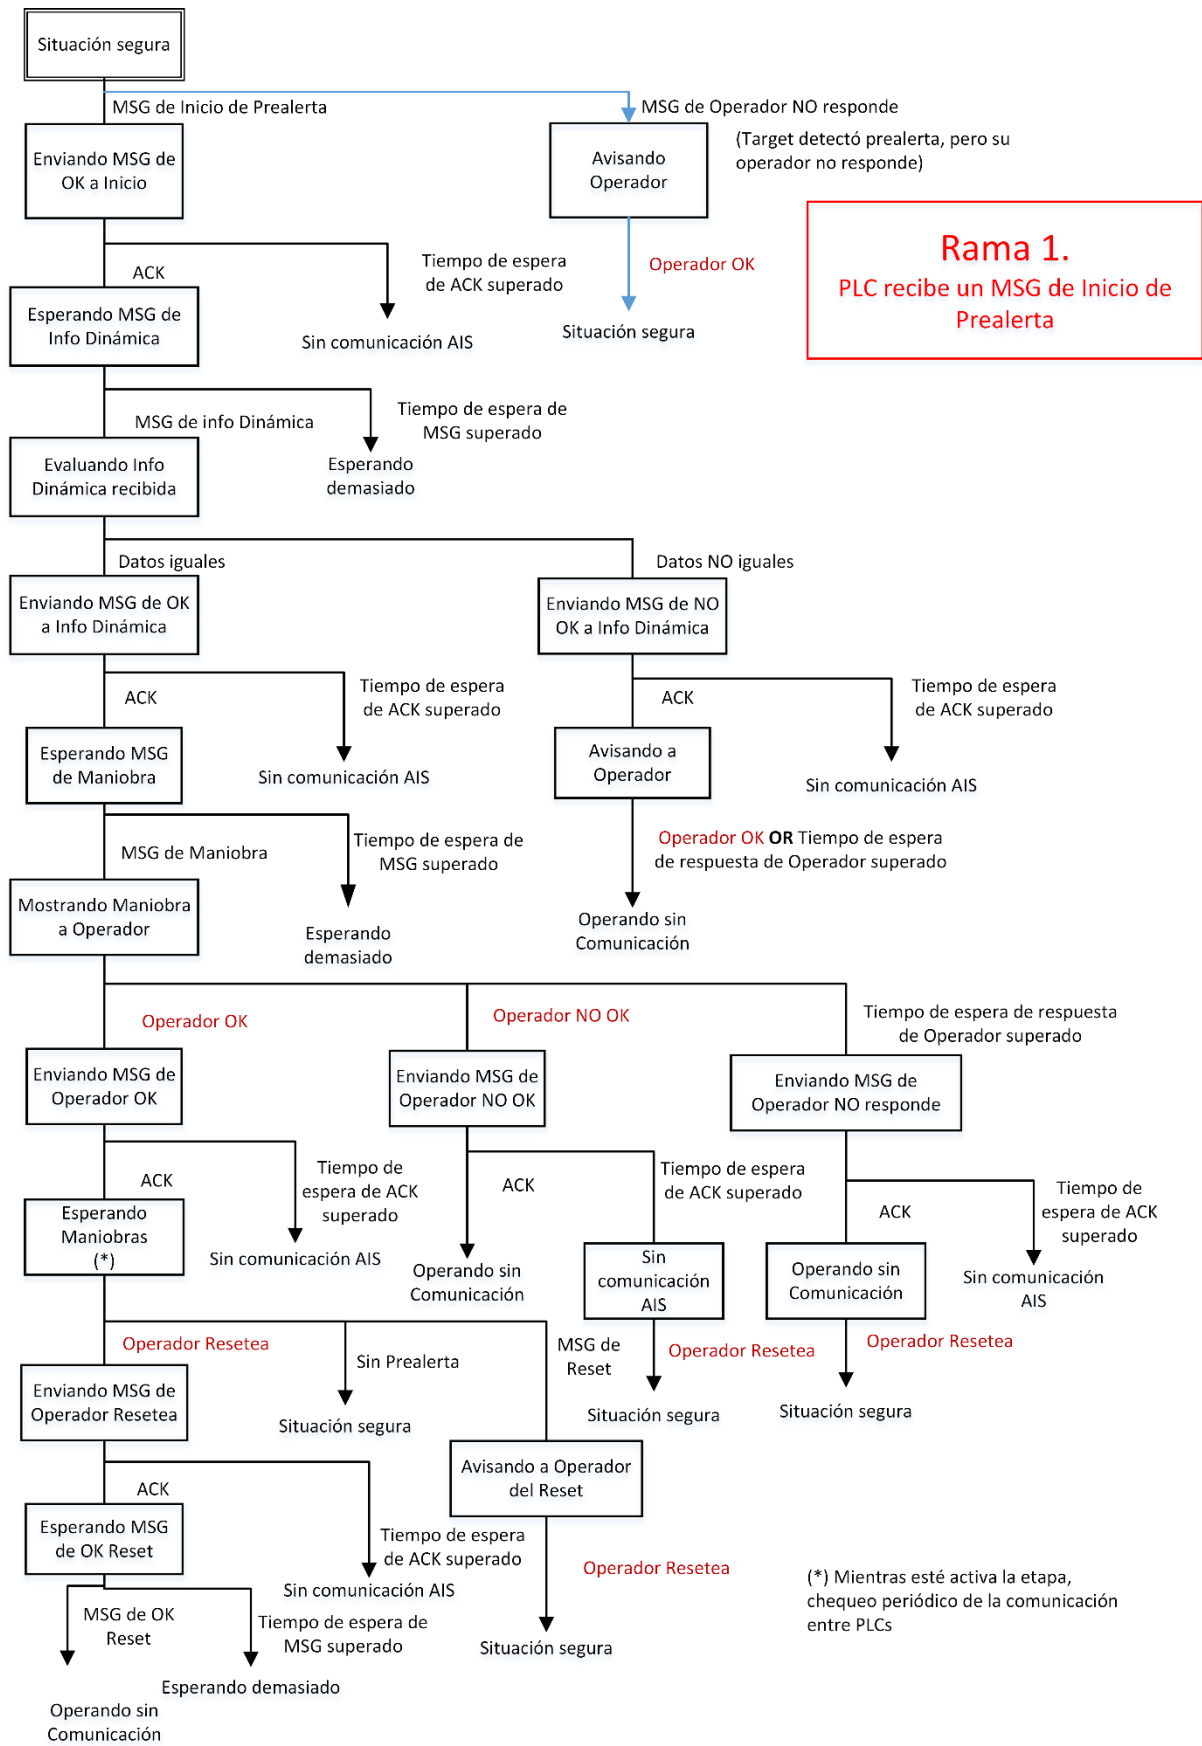 Situación segura
MSG de Inicio de Prealerta
MSG de Operador NO responde
(Target detectó prealerta, pero su
operador no responde)
Enviando MSG de
OK a Inicio
Avisando
Operador
Rama 1.
PLC recibe un MSG de Inicio de
Prealerta
ACK
Tiempo de espera
de ACK superado
Operador OK
Esperando MSG de
Info Dinámica
Sin comunicación AIS
Situación segura
MSG de info Dinámica
Tiempo de espera de
MSG superado
Evaluando Info
Dinámica recibida
Esperando
demasiado
Datos iguales
Datos NO iguales
Enviando MSG de OK
a Info Dinámica
Enviando MSG de NO
OK a Info Dinámica
ACK
Tiempo de espera
de ACK superado
ACK
Tiempo de espera
de ACK superado
Esperando MSG
de Maniobra
Sin comunicación AIS
Avisando a
Operador
Sin comunicación AIS
MSG de Maniobra
Tiempo de espera de
MSG superado
Operador OK OR Tiempo de espera
de respuesta de Operador superado
Mostrando Maniobra
a Operador
Esperando
demasiado
Operando sin
Comunicación
Operador OK
Operador NO OK
Tiempo de espera de respuesta
de Operador superado
Enviando MSG de
Operador OK
Enviando MSG de
Operador NO OK
Enviando MSG de
Operador NO responde
ACK
Tiempo de
espera de ACK
superado
ACK
Tiempo de espera
de ACK superado
ACK
Tiempo de
espera de ACK
superado
Esperando
Maniobras
(*)
Sin comunicación AIS
Operando sin
Comunicación
Sin
comunicación
AIS
Operando sin
Comunicación
Sin comunicación
AIS
Operador Resetea
Sin Prealerta
MSG de
Reset
Operador Resetea
Operador Resetea
Enviando MSG de
Operador Resetea
Situación segura
Situación segura
Situación segura
Avisando a Operador
del Reset
ACK
Tiempo de espera
de ACK superado
Esperando MSG
de OK Reset
Sin comunicación AIS
Operador Resetea
(*) Mientras esté activa la etapa,
chequeo periódico de la comunicación
entre PLCs
MSG de OK
Reset
Tiempo de espera de
MSG superado
Situación segura
Operando sin
Comunicación
Esperando demasiado